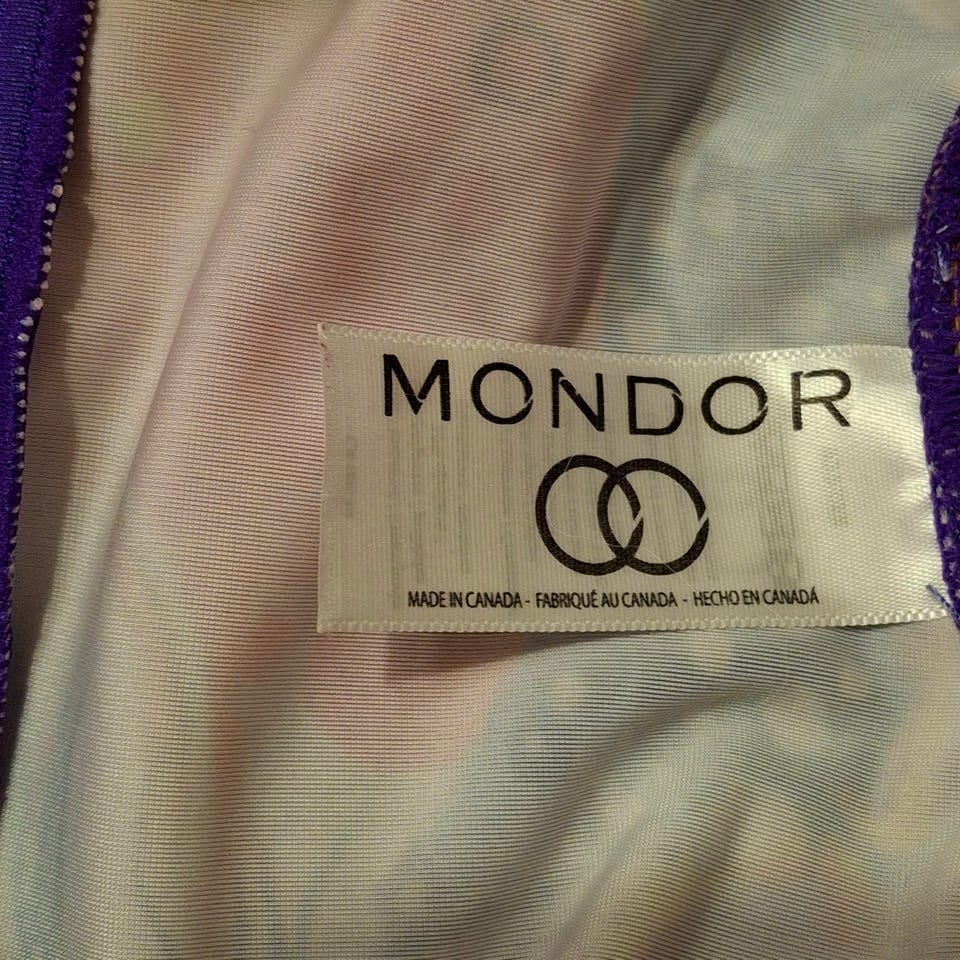 MONDOR
MADE IN CANADA - FABRIQUÉ AU CANADA - HECHO EN CANADÁ